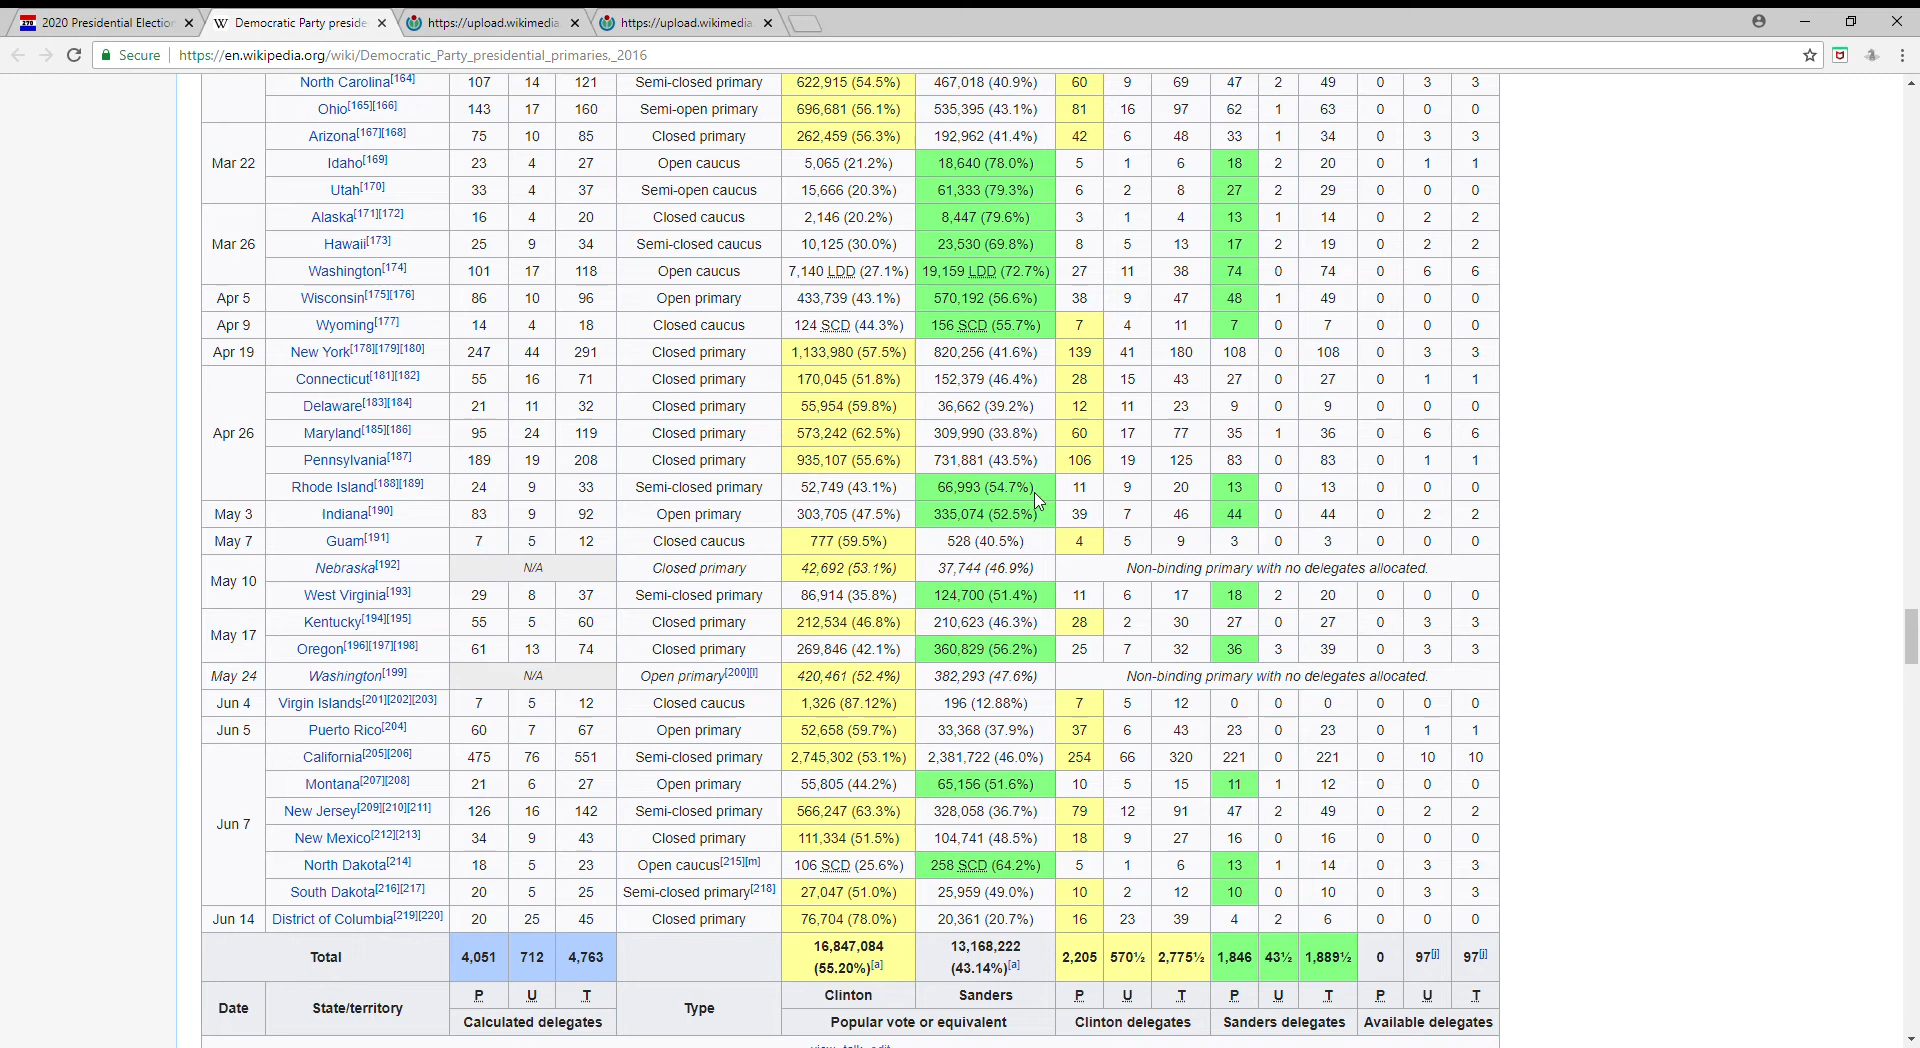 2020 Presidential Election
Democratic Party preside
https://upload.wikimedia
https://upload.wikimedia
Secure https://en.wikipedia.org/wiki/Democratic_Party_presidential_primaries,_2016
North Carolina[164] 107 14 121 Semi-closed primary 622,915 (54.5%) 467,018 (40.9%) 60 9 69 47 2 49 0 3 3
Ohio[165][166] 143 17 160 Semi-open primary 696,681 (56.1%) 535,395 (43.1%) 81 16 97 62 1 63 0 0 0
Mar 22 Arizona[167][168] 75 10 85 Closed primary 262,459 (56.3%) 192,962 (41.4%) 42 6 48 33 1 34 0 3 3
Idaho[169] 23 4 27 Open caucus 5,065 (21.2%) 18,640 (78.0%) 5 1 6 18 2 20 0 1 1
Utah[170] 33 4 37 Semi-open caucus 15,666 (20.3%) 61,333 (79.3%) 6 2 8 27 2 29 0 0 0
Mar 26 Alaska[171][172] 16 4 20 Closed caucus 2,146 (20.2%) 8,447 (79.6%) 3 1 4 13 1 14 0 2 2
Hawaii[173] 25 9 34 Semi-closed caucus 10,125 (30.0%) 23,530 (69.8%) 8 5 13 17 2 19 0 2 2
Washington[174] 101 17 118 Open caucus 7,140 LDD (27.1%) 19,159 LDD (72.7%) 27 11 38 74 0 74 0 6 6
Apr 5 Wisconsin[175][176] 86 10 96 Open primary 433,739 (43.1%) 570,192 (56.6%) 38 9 47 48 1 49 0 0 0
Apr 9 Wyoming[177] 14 4 18 Closed caucus 124 SCD (44.3%) 156 SCD (55.7%) 7 4 11 7 0 7 0 0 0
Apr 19 New York[178][179][180] 247 44 291 Closed primary 1,133,980 (57.5%) 820,256 (41.6%) 139 41 180 108 0 108 0 3 3
Apr 26 Connecticut[181][182] 55 16 71 Closed primary 170,045 (51.8%) 152,379 (46.4%) 28 15 43 27 0 27 0 1 1
Delaware[183][184] 21 11 32 Closed primary 55,954 (59.8%) 36,662 (39.2%) 12 11 23 9 0 9 0 0 0
Maryland[185][186] 95 24 119 Closed primary 573,242 (62.5%) 309,990 (33.8%) 60 17 77 35 1 36 0 6 6
Pennsylvania[187] 189 19 208 Closed primary 935,107 (55.6%) 731,881 (43.5%) 106 19 125 83 0 83 0 1 1
Rhode Island[188][189] 24 9 33 Semi-closed primary 52,749 (43.1%) 66,993 (54.7%) 11 9 20 13 0 13 0 0 0
May 3 Indiana[190] 83 9 92 Open primary 303,705 (47.5%) 335,074 (52.5%) 39 7 46 44 0 44 0 2 2
May 7 Guam[191] 7 5 12 Closed caucus 777 (59.5%) 528 (40.5%) 4 5 9 3 0 3 0 0 0
May 10 Nebraska[192] N/A Closed primary 42,692 (53.1%) 37,744 (46.9%) Non-binding primary with no delegates allocated.
West Virginia[193] 29 8 37 Semi-closed primary 86,914 (35.8%) 124,700 (51.4%) 11 6 17 18 2 20 0 0 0
May 17 Kentucky[194][195] 55 5 60 Closed primary 212,534 (46.8%) 210,623 (46.3%) 28 2 30 27 0 27 0 3 3
Oregon[196][197][198] 61 13 74 Closed primary 269,846 (42.1%) 360,829 (56.2%) 25 7 32 36 3 39 0 3 3
May 24 Washington[199] N/A Open primary[200][l] 420,461 (52.4%) 382,293 (47.6%) Non-binding primary with no delegates allocated.
Jun 4 Virgin Islands[201][202][203] 7 5 12 Closed caucus 1,326 (87.12%) 196 (12.88%) 7 5 12 0 0 0 0 0 0
Jun 5 Puerto Rico[204] 60 7 67 Open primary 52,658 (59.7%) 33,368 (37.9%) 37 6 43 23 0 23 0 1 1
Jun 7 California[205][206] 475 76 551 Semi-closed primary 2,745,302 (53.1%) 2,381,722 (46.0%) 254 66 320 221 0 221 0 10 10
Montana[207][208] 21 6 27 Open primary 55,805 (44.2%) 65,156 (51.6%) 10 5 15 11 1 12 0 0 0
New Jersey[209][210][211] 126 16 142 Semi-closed primary 566,247 (63.3%) 328,058 (36.7%) 79 12 91 47 2 49 0 2 2
New Mexico[212][213] 34 9 43 Closed primary 111,334 (51.5%) 104,741 (48.5%) 18 9 27 16 0 16 0 0 0
North Dakota[214] 18 5 23 Open caucus[215][m] 106 SCD (25.6%) 258 SCD (64.2%) 5 1 6 13 1 14 0 3 3
South Dakota[216][217] 20 5 25 Semi-closed primary[218] 27,047 (51.0%) 25,959 (49.0%) 10 2 12 10 0 10 0 3 3
Jun 14 District of Columbia[219][220] 20 25 45 Closed primary 76,704 (78.0%) 20,361 (20.7%) 16 23 39 4 2 6 0 0 0
Total 4,051 712 4,763 16,847,084 (55.20%)[a] 13,168,222 (43.14%)[a] 2,205 570½ 2,775½ 1,846 43½ 1,889½ 0 97[j] 97[j]
Date State/territory P U T Type Clinton Sanders P U T P U T P U T
Calculated delegates Popular vote or equivalent Clinton delegates Sanders delegates Available delegates